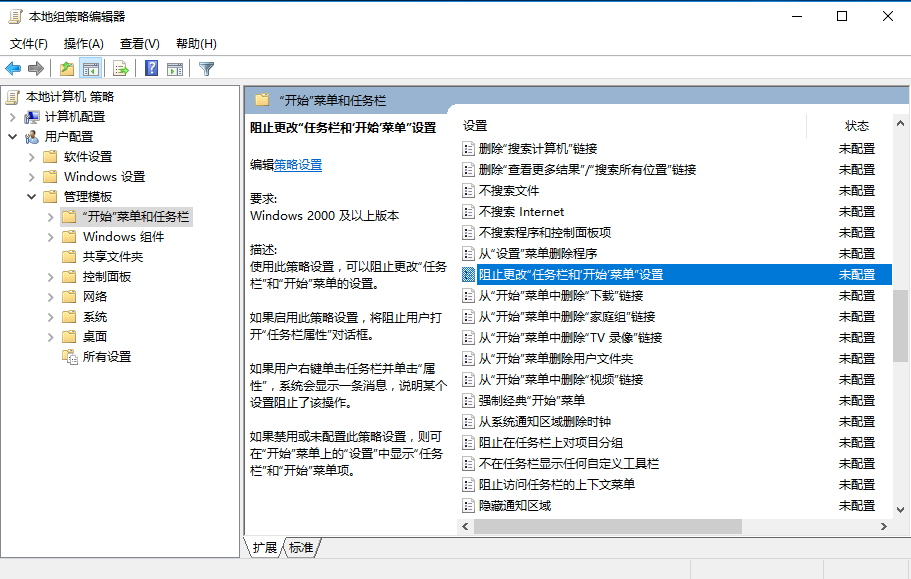 本地组策略编辑器
文件(F) 操作(A) 查看(V) 帮助(H)
本地计算机 策略
计算机配置
用户配置
软件设置
Windows 设置
管理模板
“开始”菜单和任务栏
Windows 组件
共享文件夹
控制面板
网络
系统
桌面
所有设置
“开始”菜单和任务栏
阻止更改“任务栏和‘开始’菜单”设置
编辑策略设置
要求:
Windows 2000 及以上版本
描述:
使用此策略设置，可以阻止更改“任务
栏”和“开始”菜单的设置。
如果启用此策略设置，将阻止用户打
开“任务栏属性”对话框。
如果用户右键单击任务栏并单击“属
性”，系统会显示一条消息，说明某个
设置阻止了该操作。
如果禁用或未配置此策略设置，则可
在“开始”菜单上的“设置”中显示“任务
栏”和“开始”菜单项。
设置 状态
删除“搜索计算机”链接 未配置
删除“查看更多结果”/“搜索所有位置”链接 未配置
不搜索文件 未配置
不搜索 Internet 未配置
不搜索程序和控制面板项 未配置
从“设置”菜单删除程序 未配置
阻止更改“任务栏和‘开始’菜单”设置 未配置
从“开始”菜单中删除“下载”链接 未配置
从“开始”菜单中删除“家庭组”链接 未配置
从“开始”菜单中删除“TV 录像”链接 未配置
从“开始”菜单删除用户文件夹 未配置
从“开始”菜单中删除“视频”链接 未配置
强制经典“开始”菜单 未配置
从系统通知区域删除时钟 未配置
阻止在任务栏上对项目分组 未配置
不在任务栏显示任何自定义工具栏 未配置
阻止访问任务栏的上下文菜单 未配置
隐藏通知区域 未配置
扩展 标准